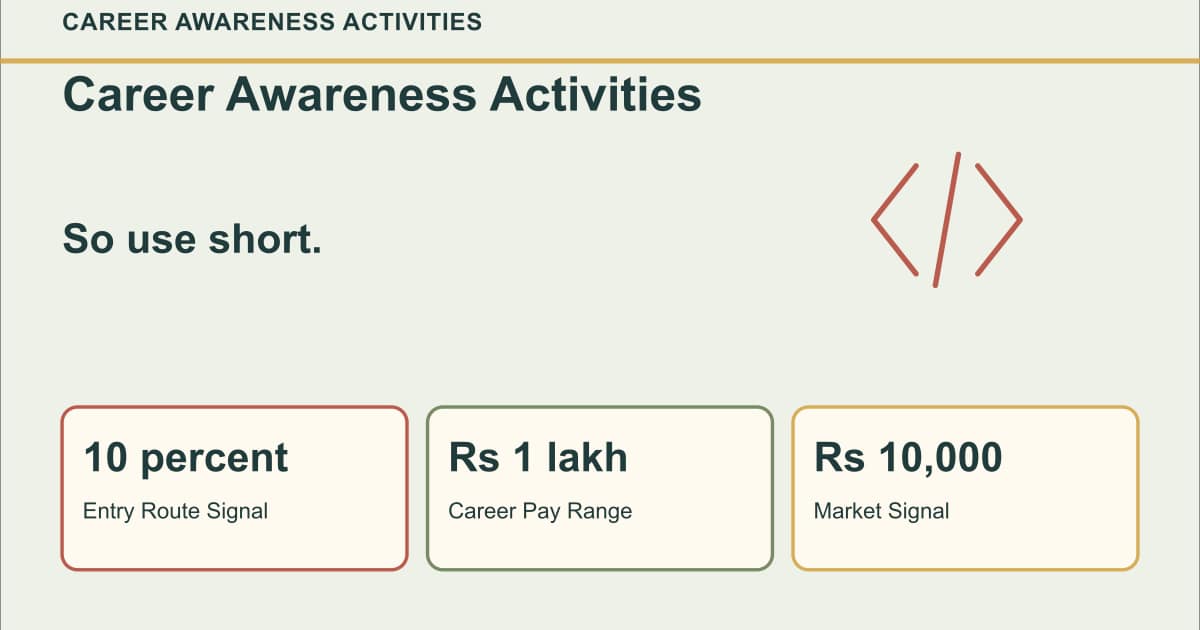 CAREER AWARENESS ACTIVITIES
Career Awareness Activities
So use short.
10 percent
Entry Route Signal
Rs 1 lakh
Career Pay Range
Rs 10,000
Market Signal